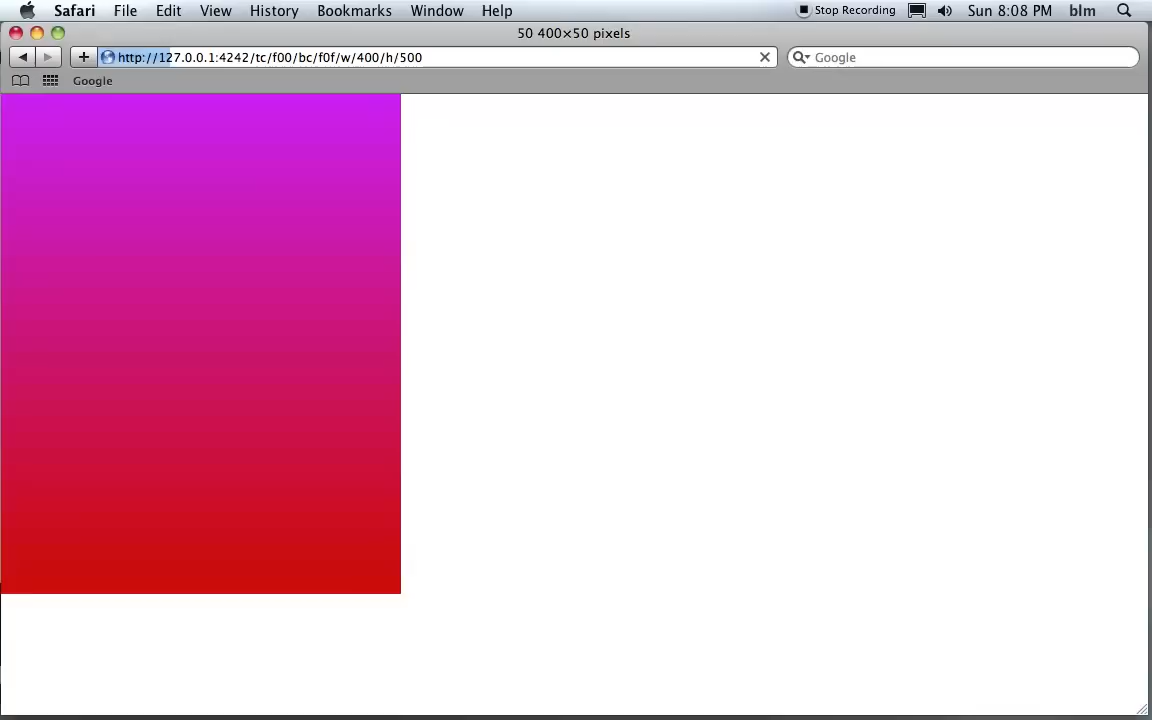 Safari File Edit View History Bookmarks Window Help Stop Recording Sun 8:08 PM blm
50 400×50 pixels
http://127.0.0.1:4242/tc/f00/bc/f0f/w/400/h/500 Google
Google